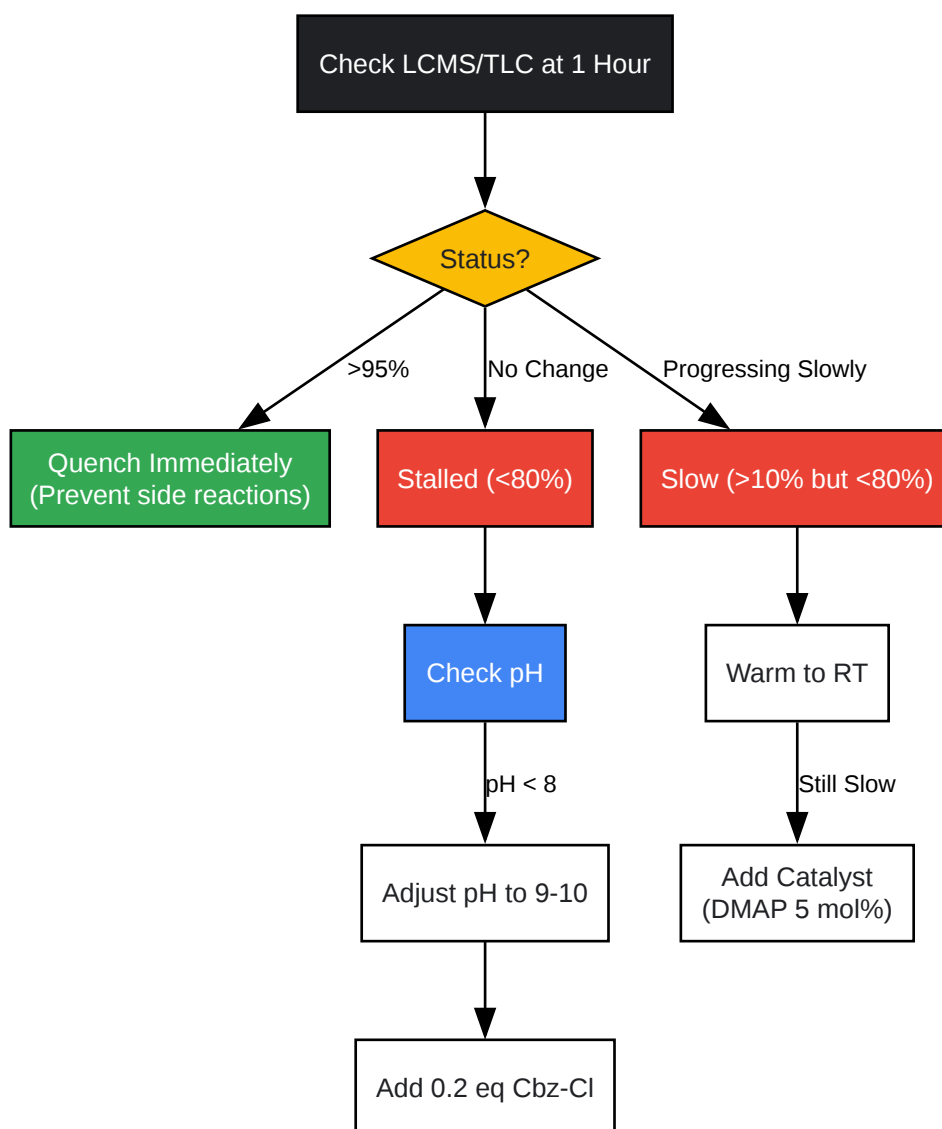 Check LCMS/TLC at 1 Hour
Status?
>95%
No Change
Progressing Slowly
Quench Immediately
(Prevent side reactions)
Stalled (<80%)
Slow (>10% but <80%)
Check pH
Warm to RT
pH < 8
Still Slow
Adjust pH to 9-10
Add Catalyst
(DMAP 5 mol%)
Add 0.2 eq Cbz-Cl